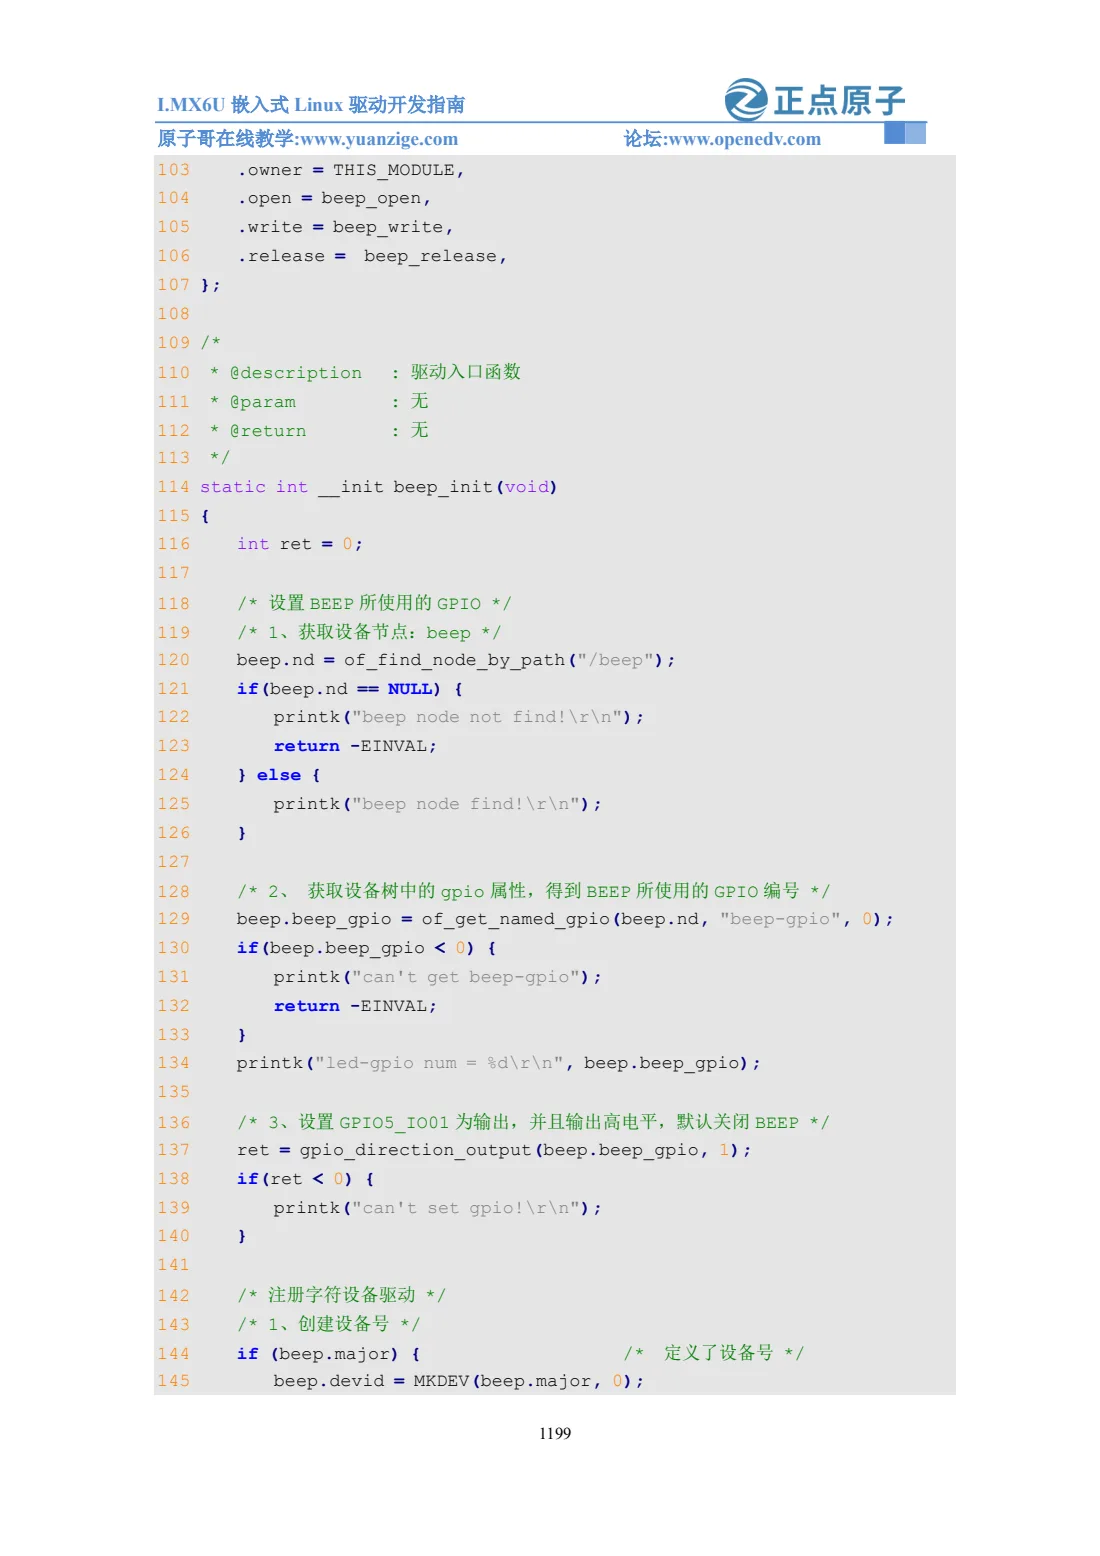 I.MX6U 嵌入式 Linux 驱动开发指南
正点原子
原子哥在线教学:www.yuanzige.com 论坛:www.openedv.com
103 .owner = THIS_MODULE,
104 .open = beep_open,
105 .write = beep_write,
106 .release =  beep_release,
107 };
108
109 /*
110  * @description   : 驱动入口函数
111  * @param         : 无
112  * @return        : 无
113  */
114 static int __init beep_init(void)
115 {
116     int ret = 0;
117
118     /* 设置 BEEP 所使用的 GPIO */
119     /* 1、获取设备节点：beep */
120     beep.nd = of_find_node_by_path("/beep");
121     if(beep.nd == NULL) {
122         printk("beep node not find!\r\n");
123         return -EINVAL;
124     } else {
125         printk("beep node find!\r\n");
126     }
127
128     /* 2、 获取设备树中的 gpio 属性，得到 BEEP 所使用的 GPIO 编号 */
129     beep.beep_gpio = of_get_named_gpio(beep.nd, "beep-gpio", 0);
130     if(beep.beep_gpio < 0) {
131         printk("can't get beep-gpio");
132         return -EINVAL;
133     }
134     printk("led-gpio num = %d\r\n", beep.beep_gpio);
135
136     /* 3、设置 GPIO5_IO01 为输出，并且输出高电平，默认关闭 BEEP */
137     ret = gpio_direction_output(beep.beep_gpio, 1);
138     if(ret < 0) {
139         printk("can't set gpio!\r\n");
140     }
141
142     /* 注册字符设备驱动 */
143     /* 1、创建设备号 */
144     if (beep.major) {                   /*  定义了设备号 */
145         beep.devid = MKDEV(beep.major, 0);
1199